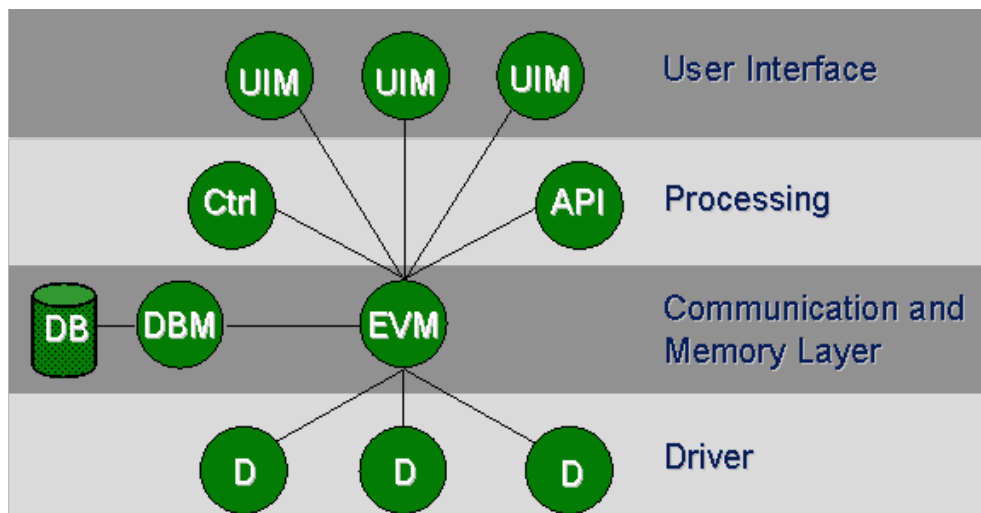 UIM UIM UIM User Interface
Ctrl API Processing
DB DBM EVM Communication and
Memory Layer
D D D Driver